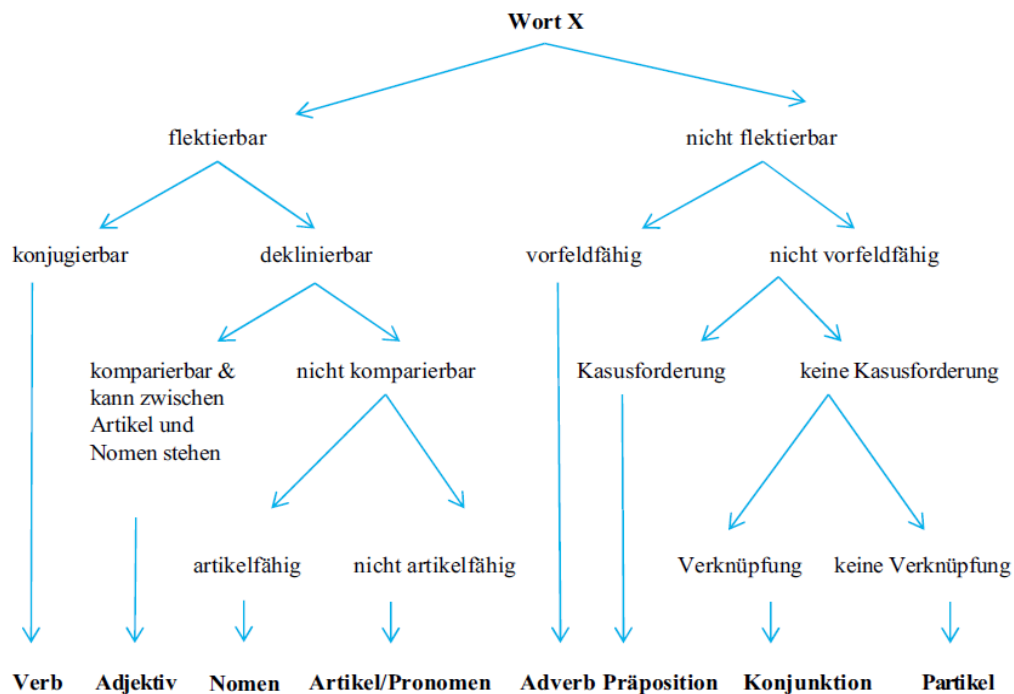 Wort X
flektierbar
nicht flektierbar
konjugierbar
deklinierbar
vorfeldfähig
nicht vorfeldfähig
komparierbar &
kann zwischen
Artikel und
Nomen stehen
nicht komparierbar
Kasusforderung
keine Kasusforderung
artikelfähig
nicht artikelfähig
Verknüpfung
keine Verknüpfung
Verb
Adjektiv
Nomen
Artikel/Pronomen
Adverb
Präposition
Konjunktion
Partikel